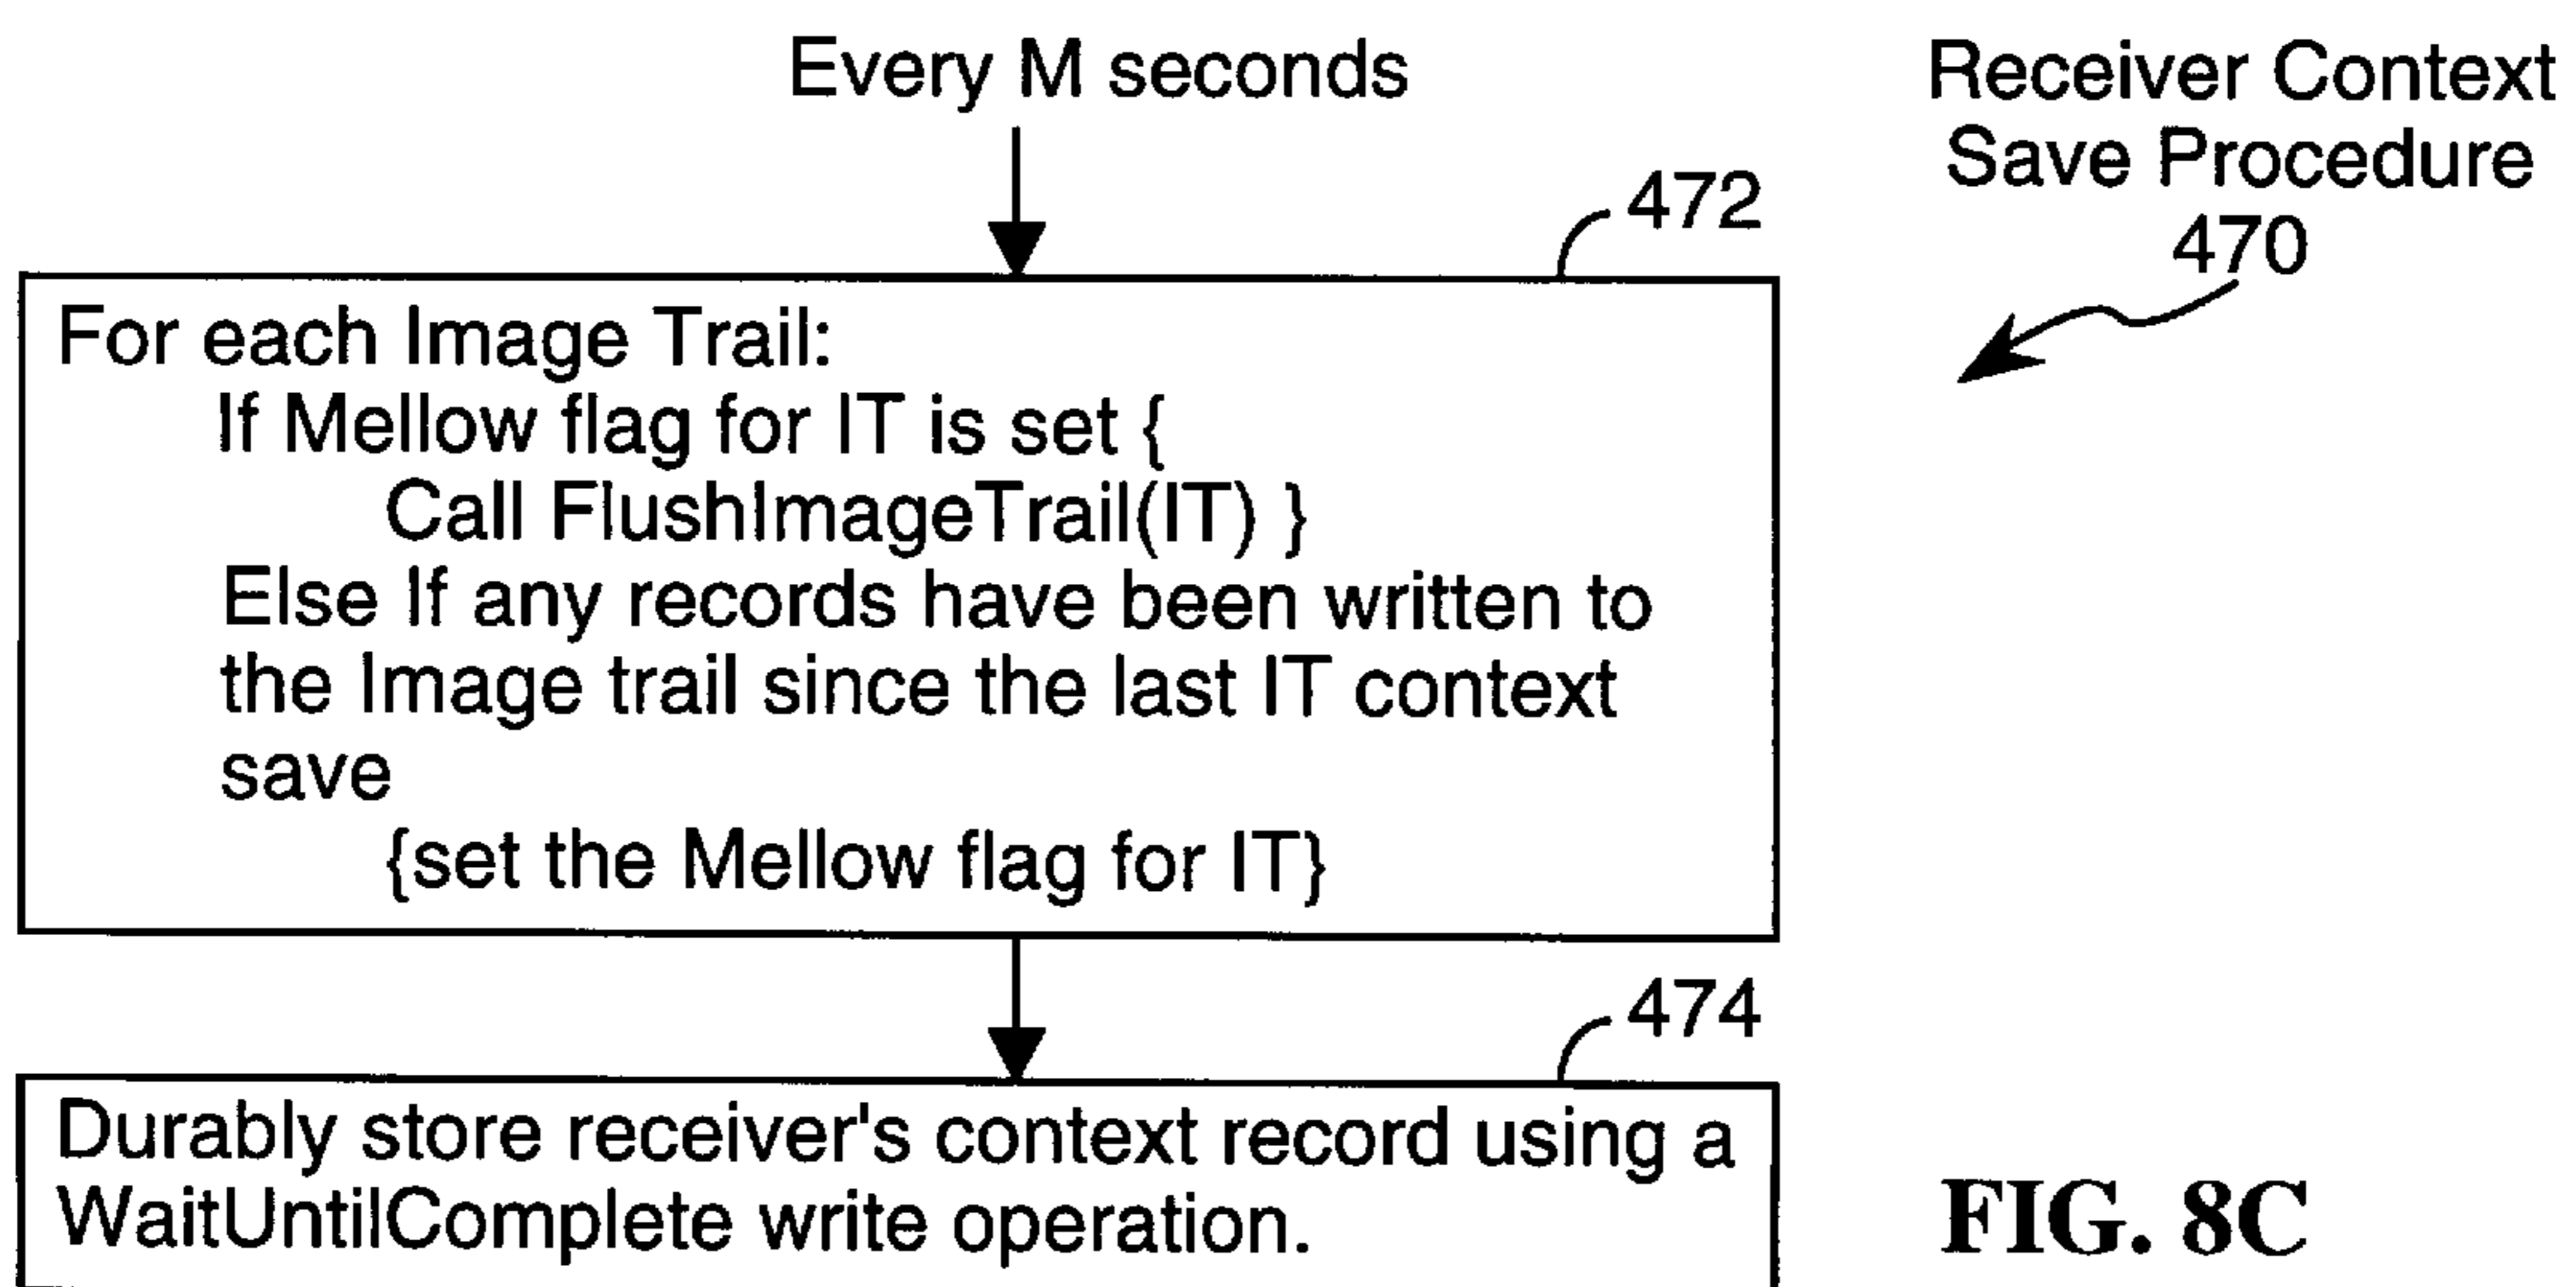 Every M seconds
Receiver Context
Save Procedure
470
472
For each Image Trail:
If Mellow flag for IT is set {
Call FlushImageTrail(IT) }
Else If any records have been written to
the Image trail since the last IT context
save
{set the Mellow flag for IT}
474
Durably store receiver's context record using a
WaitUntilComplete write operation.
FIG. 8C